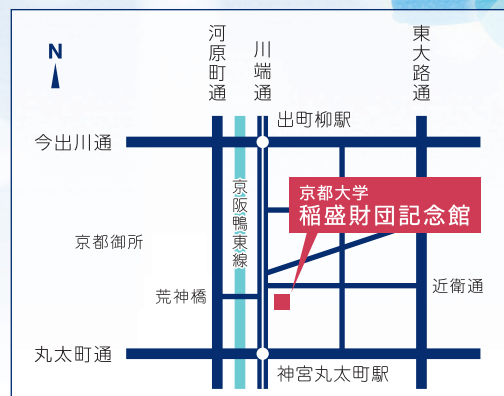 N
河原町通
川端通
東大路通
出町柳駅
今出川通
京都大学
稲盛財団記念館
京阪鴨東線
京都御所
近衛通
荒神橋
丸太町通
神宮丸太町駅